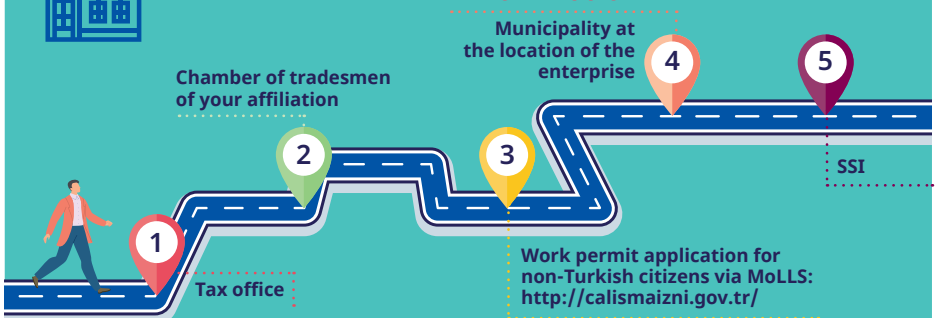 Municipality at
the location of the
enterprise
4
5
Chamber of tradesmen
of your affiliation
2
3
SSI
1
Work permit application for
non-Turkish citizens via MoLLS:
http://calismaizni.gov.tr/
Tax office